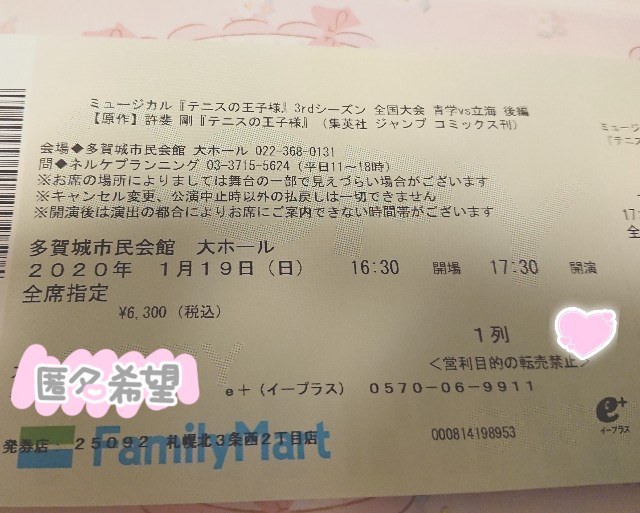 ミュージカル『テニスの王子様』3rdシーズン 全国大会 青学vs立海 後編
【原作】許斐 剛『テニスの王子様』（集英社 ジャンプ コミックス刊）
会場◆多賀城市民会館 大ホール 022-368-0131
問◆ネルケプランニング 03-3715-5624（平日11～18時）
※お席の場所によりましては舞台の一部で見えづらい場合がございます
※キャンセル変更、公演中止時以外の払戻しは一切できません
※開演後は演出の都合によりお席にご案内できない時間帯がございます
多賀城市民会館 大ホール
2020年 1月19日（日） 16:30 開場 17:30 開演
全席指定
¥6,300（税込）
1列
＜営利目的の転売禁止＞
匿名希望
e＋（イープラス） 0570-06-9911
発券店：25092 札幌北3条西2丁目店
FamilyMart
000814198953
e+
イープラス
ミュージ
『テニ
17:
全